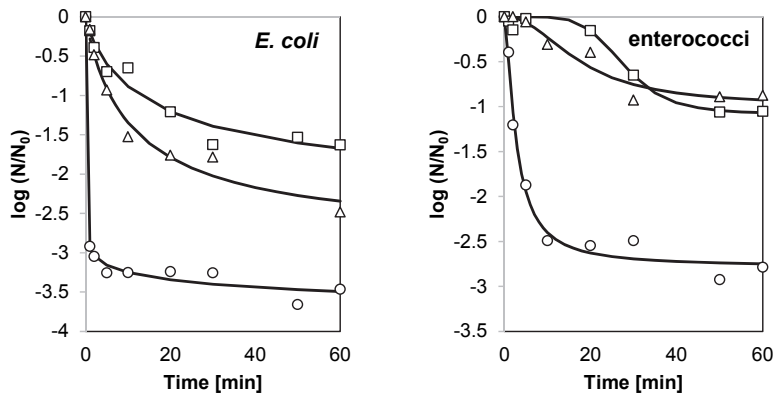 E. coli
0
-0.5
-1
-1.5
-2
-2.5
-3
-3.5
-4
log (N/N0)
0 20 40 60
Time [min]
enterococci
0
-0.5
-1
-1.5
-2
-2.5
-3
-3.5
log (N/N0)
0 20 40 60
Time [min]